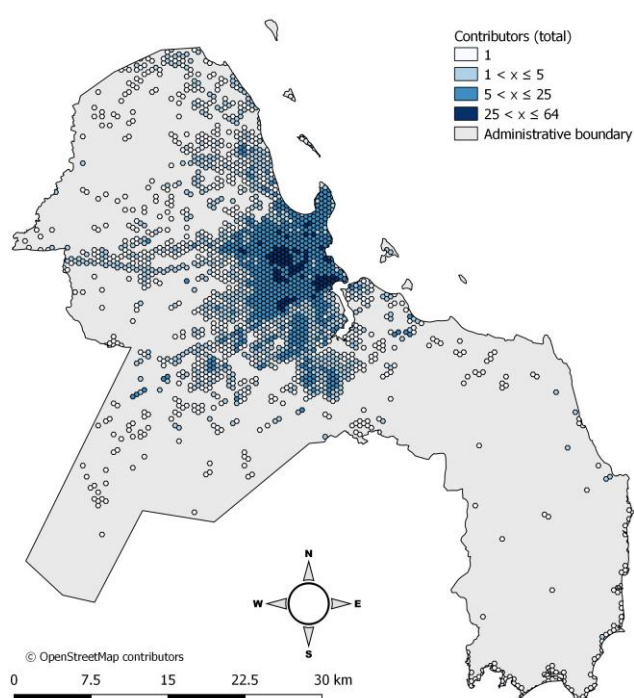 Contributors (total)
1
1 < x ≤ 5
5 < x ≤ 25
25 < x ≤ 64
Administrative boundary
N
W E
S
© OpenStreetMap contributors
0 7.5 15 22.5 30 km